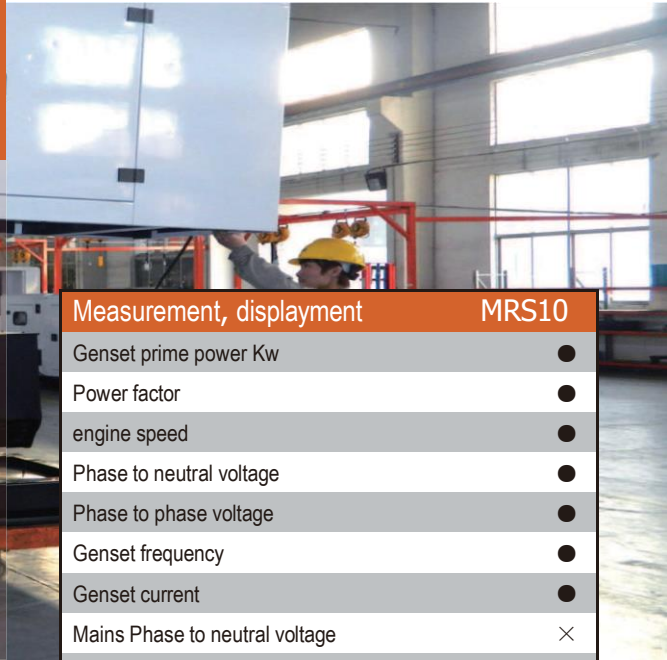 Measurement, displayment MRS10
Genset prime power Kw ●
Power factor ●
engine speed ●
Phase to neutral voltage ●
Phase to phase voltage ●
Genset frequency ●
Genset current ●
Mains Phase to neutral voltage ×